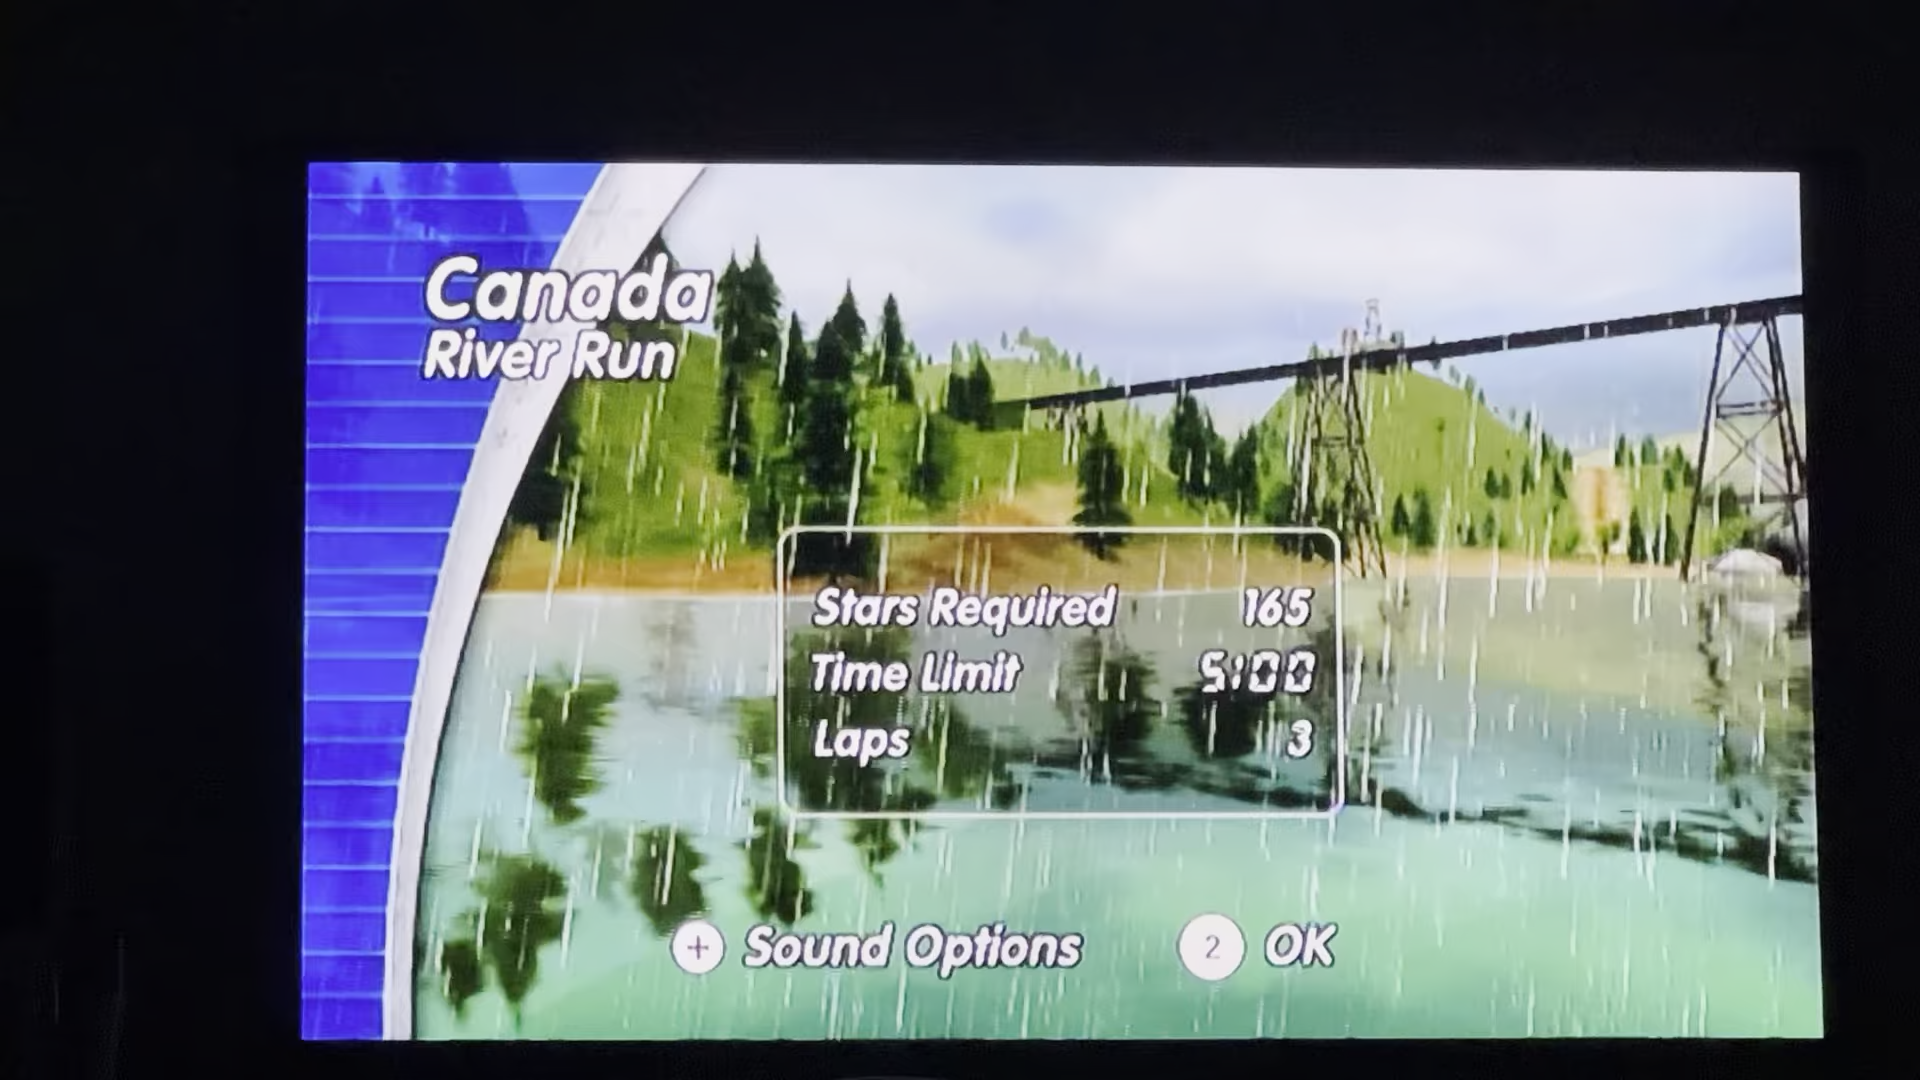 Canada
River Run
Stars Required 165
Time Limit 5:00
Laps 3
+ Sound Options 2 OK